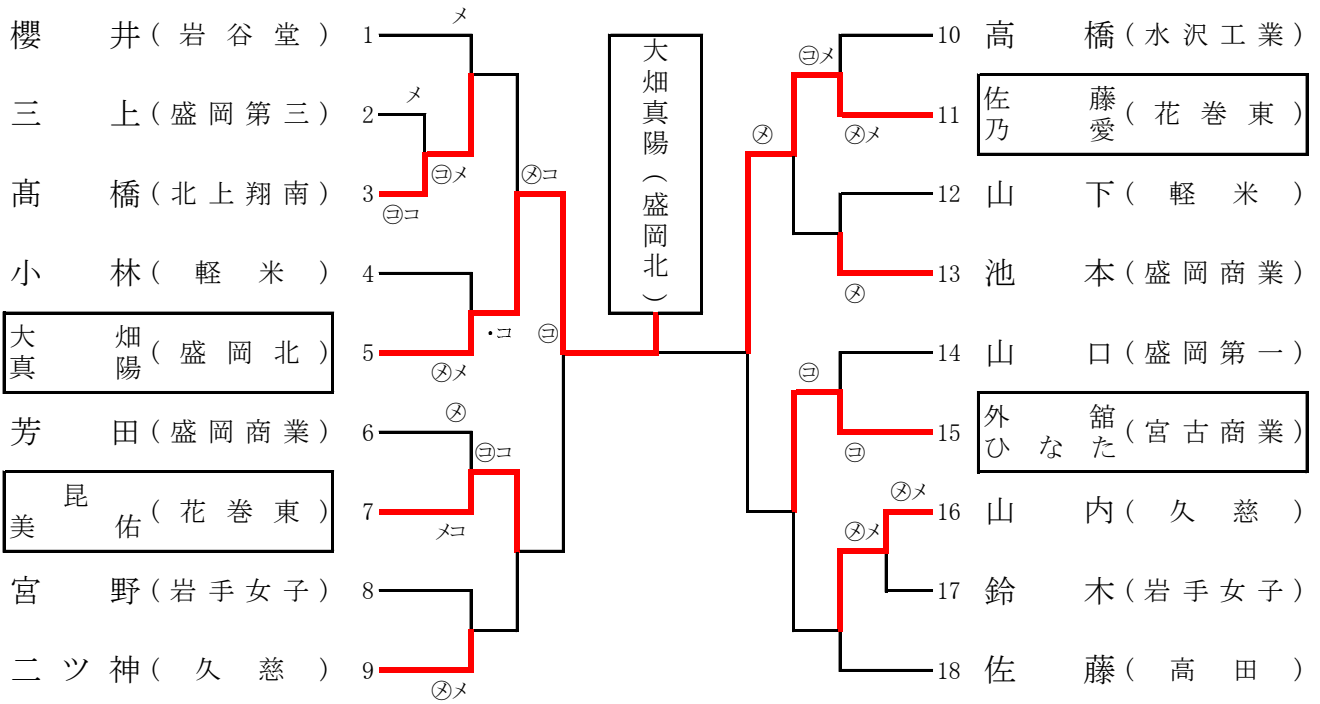 櫻井(岩谷堂) 1
メ
三上(盛岡第三) 2
メ
髙橋(北上翔南) 3
㋙コ
㋙メ
小林(軽米) 4
大畑真陽(盛岡北) 5
㋱メ
・コ
㋱コ
芳田(盛岡商業) 6
㋱
昆美佑(花巻東) 7
メコ
㋙コ
宮野(岩手女子) 8
二ツ神(久慈) 9
㋱メ
㋙
大畑真陽(盛岡北)
10 高橋(水沢工業)
㋙メ
11 佐藤乃愛(花巻東)
㋱メ
㋱
12 山下(軽米)
13 池本(盛岡商業)
㋱
14 山口(盛岡第一)
㋙
15 外舘ひなた(宮古商業)
㋙
16 山内(久慈)
㋱メ
㋱メ
17 鈴木(岩手女子)
18 佐藤(高田)